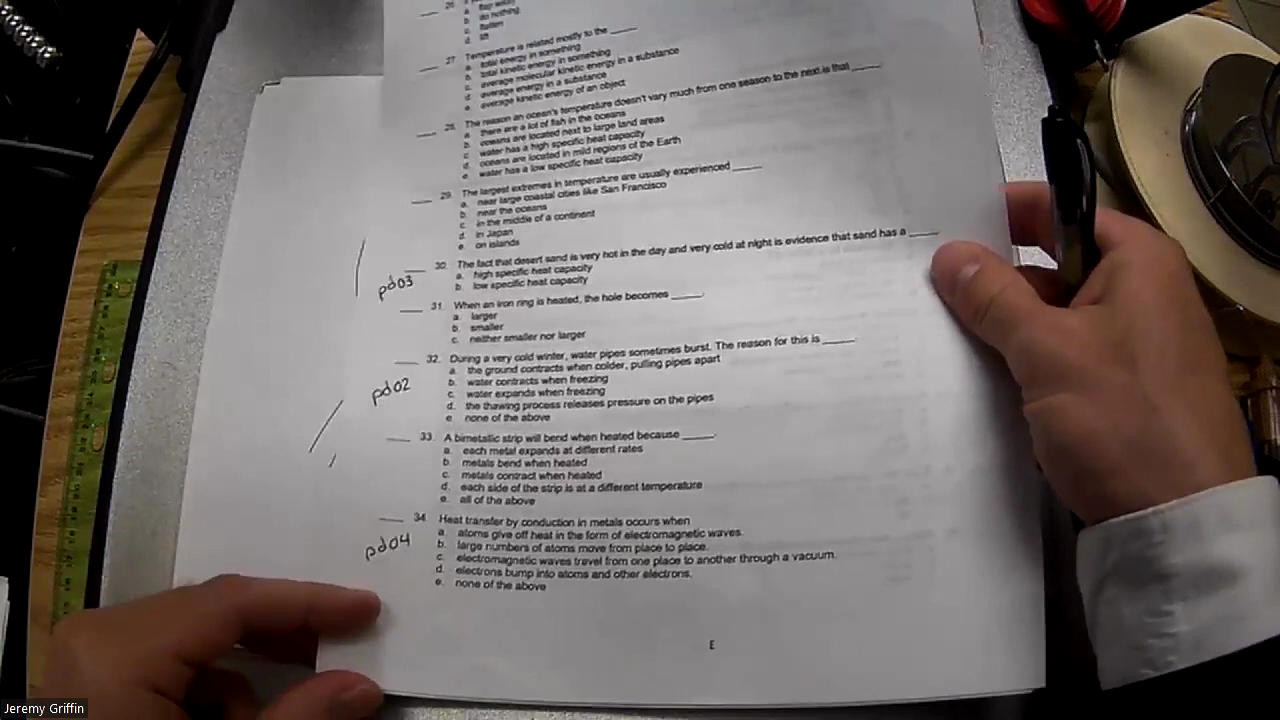 26.
a. flap wildly
b. do nothing
c. flatten
d. lift
27. Temperature is related mostly to the _____
a. total energy in something
b. total kinetic energy in something
c. average molecular kinetic energy in a substance
d. average energy in a substance
e. average kinetic energy of an object
28. The reason an ocean's temperature doesn't vary much from one season to the next is that _____
a. there are a lot of fish in the oceans
b. oceans are located next to large land areas
c. water has a high specific heat capacity
d. oceans are located in mild regions of the Earth
e. water has a low specific heat capacity
29. The largest extremes in temperature are usually experienced _____
a. near large coastal cities like San Francisco
b. near the oceans
c. in the middle of a continent
d. in Japan
e. on islands
30. The fact that desert sand is very hot in the day and very cold at night is evidence that sand has a _____
a. high specific heat capacity
b. low specific heat capacity
pd03
31. When an iron ring is heated, the hole becomes _____.
a. larger
b. smaller
c. neither smaller nor larger
32. During a very cold winter, water pipes sometimes burst. The reason for this is _____.
a. the ground contracts when colder, pulling pipes apart
b. water contracts when freezing
c. water expands when freezing
d. the thawing process releases pressure on the pipes
e. none of the above
pd02
33. A bimetallic strip will bend when heated because _____.
a. each metal expands at different rates
b. metals bend when heated
c. metals contract when heated
d. each side of the strip is at a different temperature
e. all of the above
34. Heat transfer by conduction in metals occurs when
a. atoms give off heat in the form of electromagnetic waves.
b. large numbers of atoms move from place to place.
c. electromagnetic waves travel from one place to another through a vacuum.
d. electrons bump into atoms and other electrons.
e. none of the above
pd04
E
Jeremy Griffin